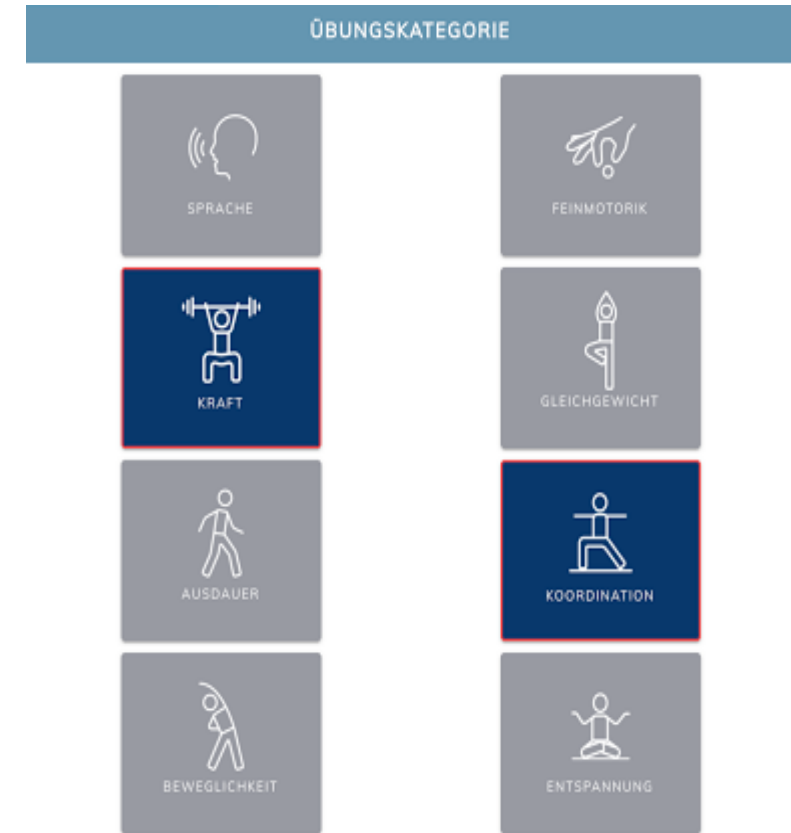 ÜBUNGSKATEGORIE
SPRACHE
FEINMOTORIK
KRAFT
GLEICHGEWICHT
AUSDAUER
KOORDINATION
BEWEGLICHKEIT
ENTSPANNUNG